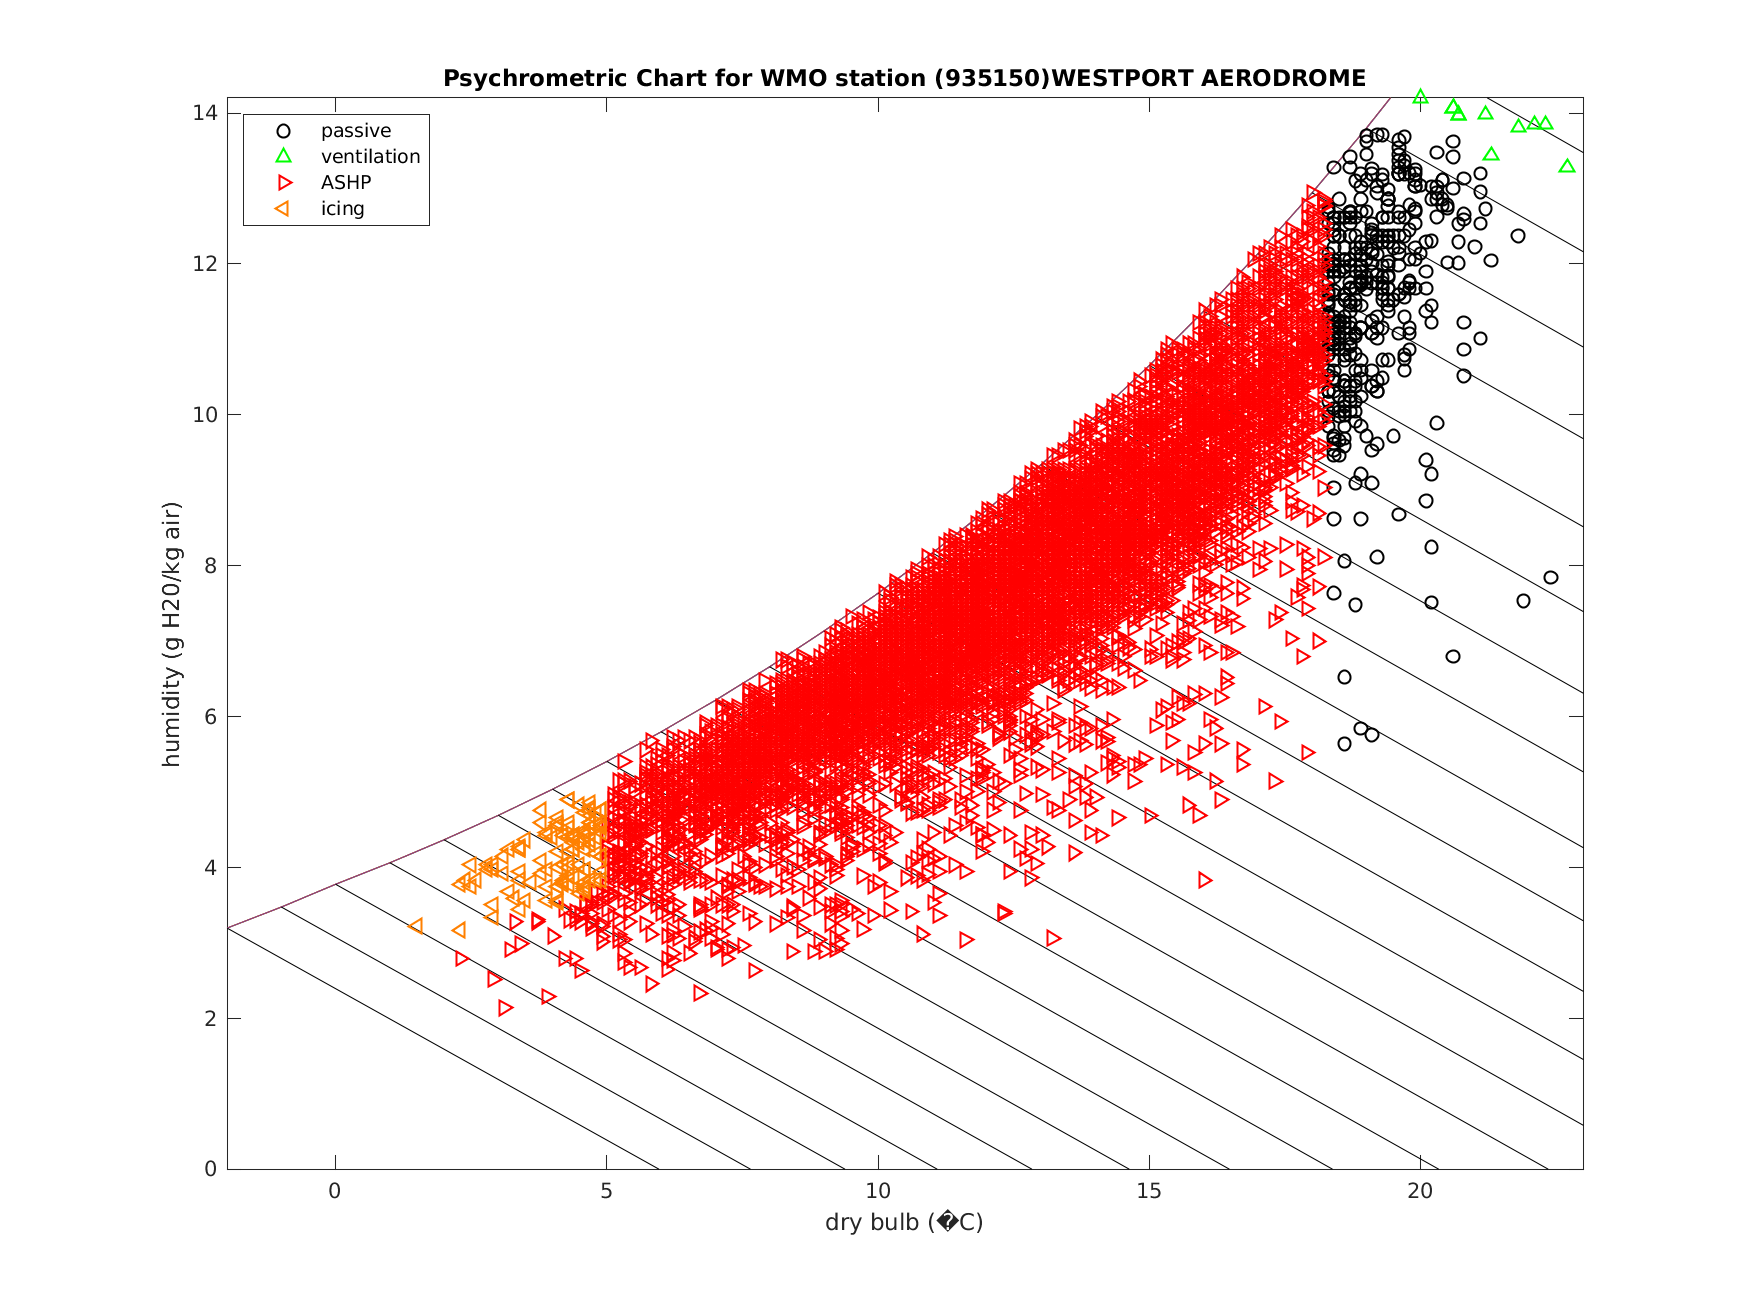 Psychrometric Chart for WMO station (935150)WESTPORT AERODROME
14
12
10
8
6
4
2
0
humidity (g H20/kg air)
passive
ventilation
ASHP
icing
0
5
10
15
20
dry bulb (�C)